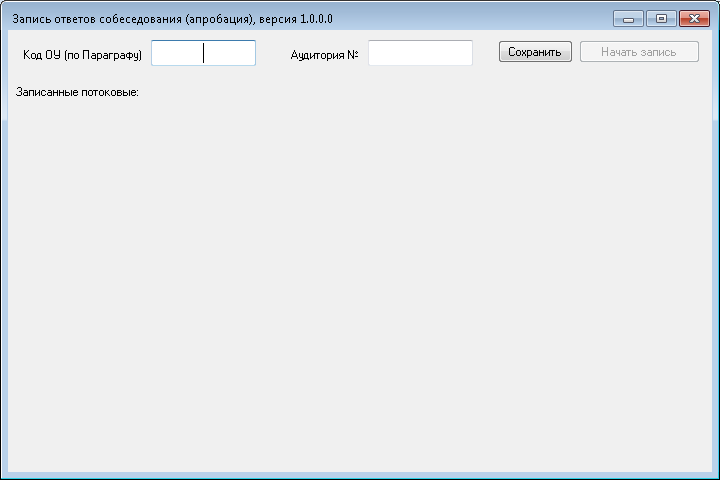 Запись ответов собеседования (апробация), версия 1.0.0.0
Код ОУ (по Параграфу) Аудитория № Сохранить Начать запись
Записанные потоковые: